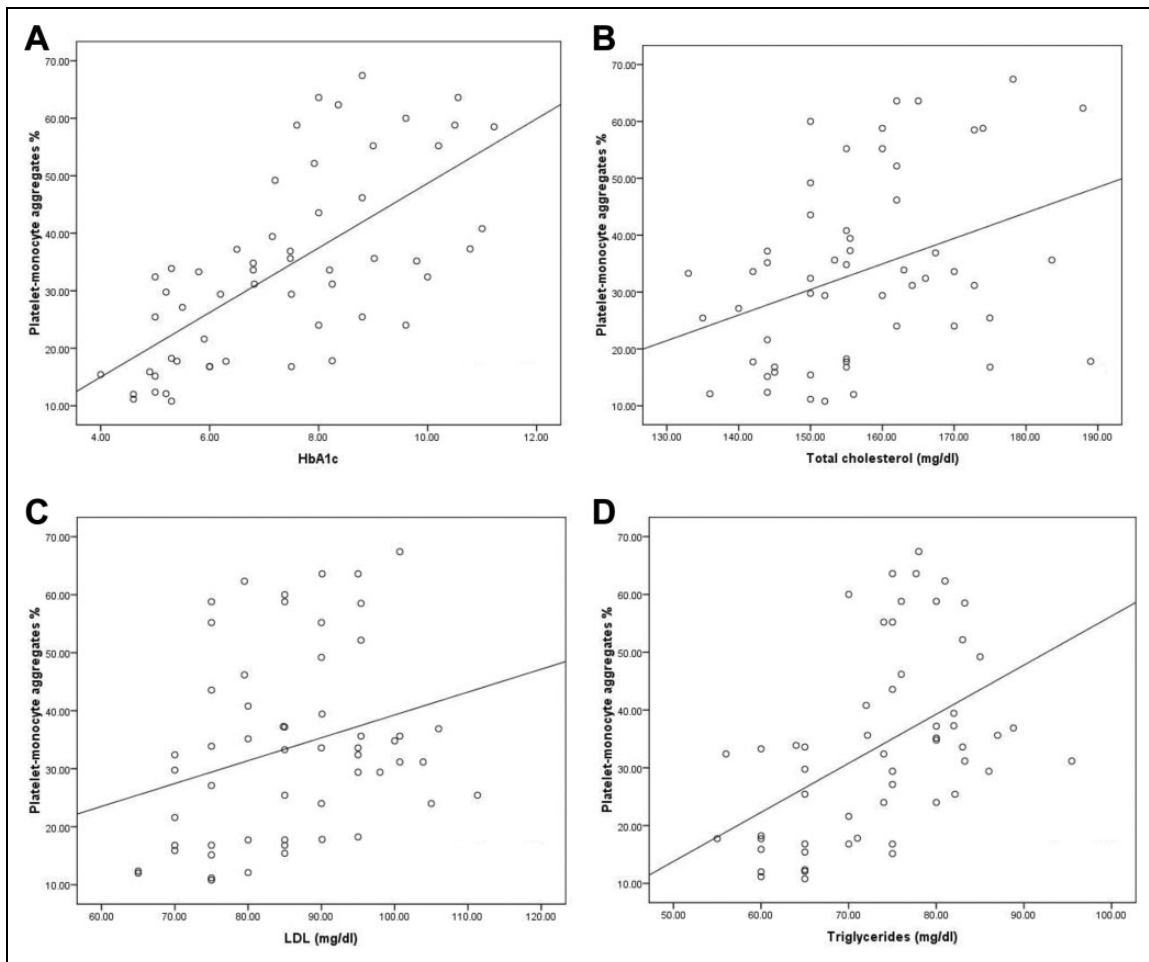 A
Platelet-monocyte aggregates %
70.00
60.00
50.00
40.00
30.00
20.00
10.00
4.00 6.00 8.00 10.00 12.00
HbA1c
B
Platelet-monocyte aggregates %
70.00
60.00
50.00
40.00
30.00
20.00
10.00
130.00 140.00 150.00 160.00 170.00 180.00 190.00
Total cholesterol (mg/dl)
C
Platelet-monocyte aggregates %
70.00
60.00
50.00
40.00
30.00
20.00
10.00
60.00 70.00 80.00 90.00 100.00 110.00 120.00
LDL (mg/dl)
D
Platelet-monocyte aggregates %
70.00
60.00
50.00
40.00
30.00
20.00
10.00
50.00 60.00 70.00 80.00 90.00 100.00
Triglycerides (mg/dl)